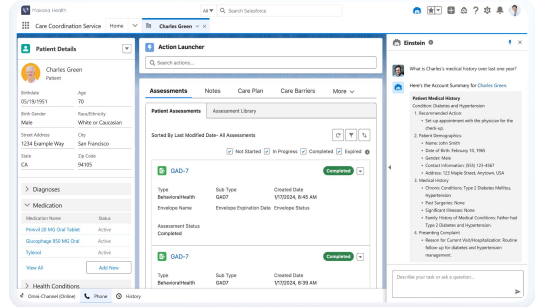 Makana Health
All
Search Salesforce
Care Coordination Service
Home
Charles Green
Patient Details
Charles Green
Patient
Birthdate
Age
05/19/1951
70
Birth Gender
Race/Ethnicity
Male
White or Caucasian
Street Address
City
1234 Example Way
San Francisco
State
Zip Code
CA
94105
Diagnoses
Medication
Medication Name
Status
Prinivil 20 MG Oral Tablet
Active
Glucophage 850 MG Oral
Active
Tylenol
Active
View All
Add New
Health Conditions
Action Launcher
Search actions...
Assessments
Notes
Care Plan
Care Barriers
More
Patient Assessments
Assessment Library
Sorted By Last Modified Date- All Assessments
Not Started
In Progress
Completed
Expired
GAD-7
Completed
Type
Sub Type
Created Date
BehavioralHealth
GAD7
1/17/2024, 8:45 AM
Envelope Name
Envelope Expiration Date
Envelope Status
Assessment Status
Completed
GAD-7
Completed
Type
Sub Type
Created Date
BehavioralHealth
GAD7
1/17/2024, 8:39 AM
Einstein
What is Charles's medical history over last one year?
Here's the Account Summary for Charles Green.
Patient Medical History
Condition: Diabetes and Hypertension
1. Recommended Action:
• Set up appointment with the physician for the
check-up.
2. Patient Demographics:
• Name: John Smith
• Date of Birth: February 10, 1965
• Gender: Male
• Contact Information: (555) 123-4567
• Address: 123 Maple Street, Anytown, USA
3. Medical History
• Chronic Conditions: Type 2 Diabetes Mellitus,
Hypertension
• Past Surgeries: None
• Significant Illnesses: None
• Family History of Medical Conditions: Father had
Type 2 Diabetes and Hypertension.
4. Presenting Complaint
• Reason for Current Visit/Hospitalization: Routine
follow-up for diabetes and hypertension
management
Describe your task or ask a question...
Omni-Channel (Online)
Phone
History